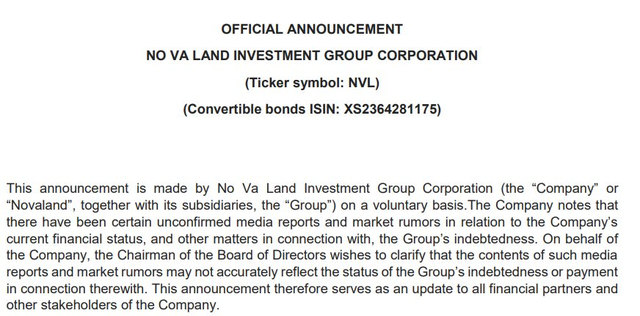 OFFICIAL ANNOUNCEMENT
NO VA LAND INVESTMENT GROUP CORPORATION
(Ticker symbol: NVL)
(Convertible bonds ISIN: XS2364281175)
This announcement is made by No Va Land Investment Group Corporation (the “Company” or
“Novaland”, together with its subsidiaries, the “Group”) on a voluntary basis.The Company notes that
there have been certain unconfirmed media reports and market rumors in relation to the Company’s
current financial status, and other matters in connection with, the Group’s indebtedness. On behalf of
the Company, the Chairman of the Board of Directors wishes to clarify that the contents of such media
reports and market rumors may not accurately reflect the status of the Group’s indebtedness or payment
in connection therewith. This announcement therefore serves as an update to all financial partners and
other stakeholders of the Company.